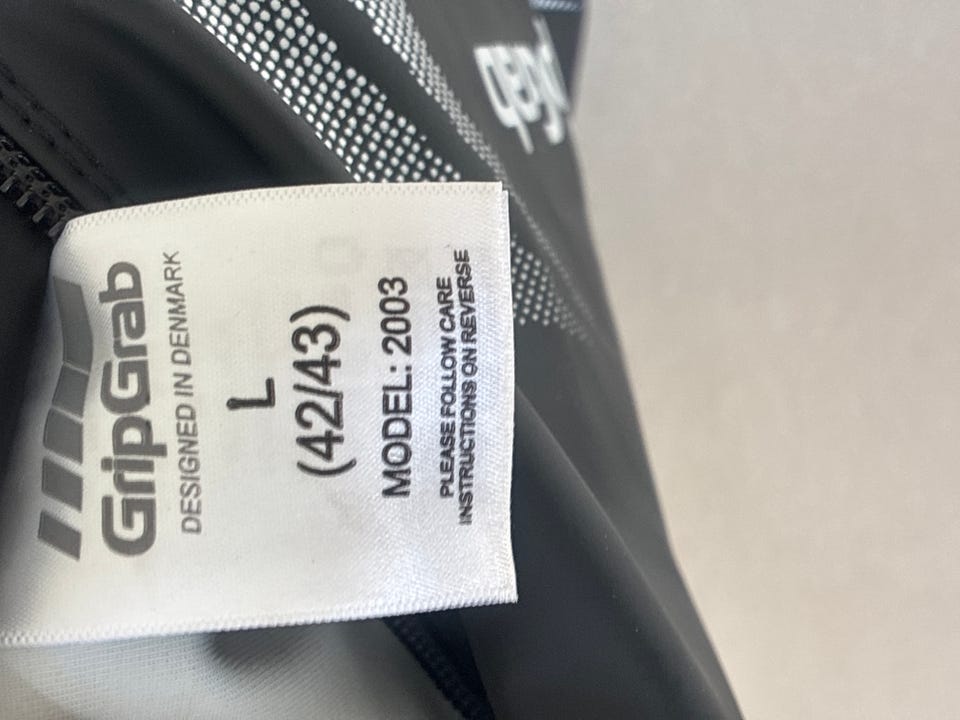 GripGrab
DESIGNED IN DENMARK
L
(42/43)
MODEL: 2003
PLEASE FOLLOW CARE
INSTRUCTIONS ON REVERSE